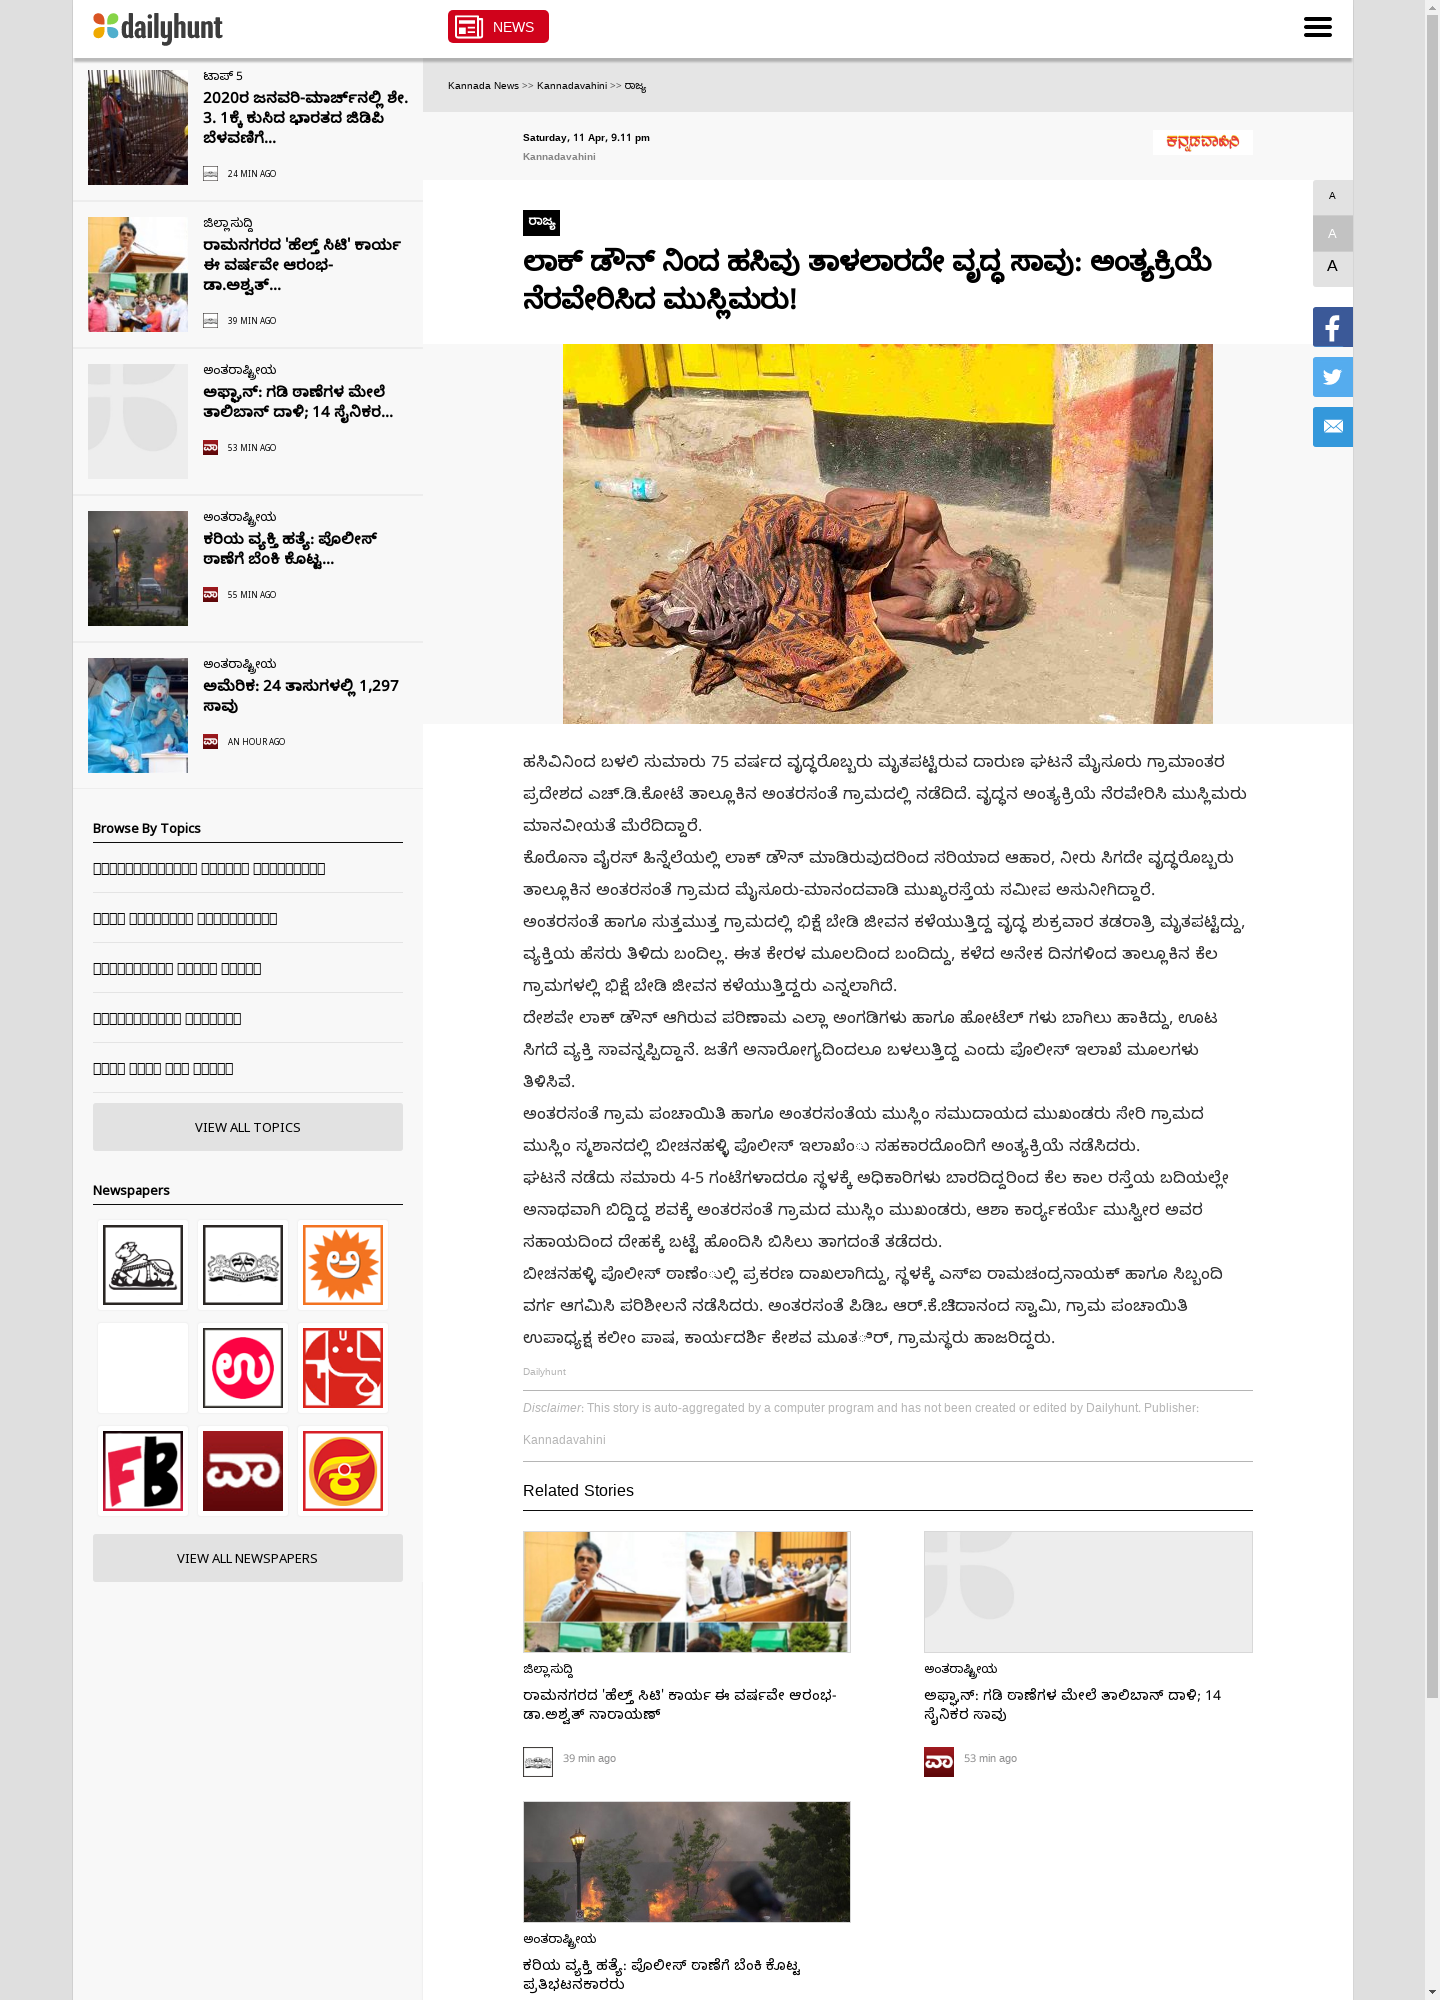 dailyhunt
NEWS
ಟಾಪ್ 5
2020ರ ಜನವರಿ-ಮಾರ್ಚ್‌ನಲ್ಲಿ ಶೇ.
3. 1ಕ್ಕೆ ಕುಸಿದ ಭಾರತದ ಜಿಡಿಪಿ
ಬೆಳವಣಿಗೆ...
24 MIN AGO
ಜಿಲ್ಲಾಸುದ್ದಿ
ರಾಮನಗರದ 'ಹೆಲ್ತ್ ಸಿಟಿ' ಕಾರ್ಯ
ಈ ವರ್ಷವೇ ಆರಂಭ-
ಡಾ.ಅಶ್ವತ್...
39 MIN AGO
ಅಂತರಾಷ್ಟ್ರೀಯ
ಅಫ್ಘಾನ್: ಗಡಿ ಠಾಣೆಗಳ ಮೇಲೆ
ತಾಲಿಬಾನ್ ದಾಳಿ; 14 ಸೈನಿಕರ...
ವಾ
53 MIN AGO
ಅಂತರಾಷ್ಟ್ರೀಯ
ಕರಿಯ ವ್ಯಕ್ತಿ ಹತ್ಯೆ: ಪೊಲೀಸ್
ಠಾಣೆಗೆ ಬೆಂಕಿ ಕೊಟ್ಟ...
ವಾ
55 MIN AGO
ಅಂತರಾಷ್ಟ್ರೀಯ
ಅಮೆರಿಕ: 24 ತಾಸುಗಳಲ್ಲಿ 1,297
ಸಾವು
ವಾ
AN HOUR AGO
Browse By Topics
VIEW ALL TOPICS
Newspapers
ಉ
FB
ವಾ
VIEW ALL NEWSPAPERS
Kannada News >> Kannadavahini >> ರಾಜ್ಯ
Saturday, 11 Apr, 9.11 pm
Kannadavahini
ಕನ್ನಡವಾಹಿನಿ
A
A
A
ರಾಜ್ಯ
ಲಾಕ್ ಡೌನ್ ನಿಂದ ಹಸಿವು ತಾಳಲಾರದೇ ವೃದ್ಧ ಸಾವು: ಅಂತ್ಯಕ್ರಿಯೆ
ನೆರವೇರಿಸಿದ ಮುಸ್ಲಿಮರು!
ಹಸಿವಿನಿಂದ ಬಳಲಿ ಸುಮಾರು 75 ವರ್ಷದ ವೃದ್ಧರೊಬ್ಬರು ಮೃತಪಟ್ಟಿರುವ ದಾರುಣ ಘಟನೆ ಮೈಸೂರು ಗ್ರಾಮಾಂತರ
ಪ್ರದೇಶದ ಎಚ್.ಡಿ.ಕೋಟೆ ತಾಲ್ಲೂಕಿನ ಅಂತರಸಂತೆ ಗ್ರಾಮದಲ್ಲಿ ನಡೆದಿದೆ. ವೃದ್ಧನ ಅಂತ್ಯಕ್ರಿಯೆ ನೆರವೇರಿಸಿ ಮುಸ್ಲಿಮರು
ಮಾನವೀಯತೆ ಮೆರೆದಿದ್ದಾರೆ.
ಕೊರೊನಾ ವೈರಸ್ ಹಿನ್ನೆಲೆಯಲ್ಲಿ ಲಾಕ್ ಡೌನ್ ಮಾಡಿರುವುದರಿಂದ ಸರಿಯಾದ ಆಹಾರ, ನೀರು ಸಿಗದೇ ವೃದ್ಧರೊಬ್ಬರು
ತಾಲ್ಲೂಕಿನ ಅಂತರಸಂತೆ ಗ್ರಾಮದ ಮೈಸೂರು-ಮಾನಂದವಾಡಿ ಮುಖ್ಯರಸ್ತೆಯ ಸಮೀಪ ಅಸುನೀಗಿದ್ದಾರೆ.
ಅಂತರಸಂತೆ ಹಾಗೂ ಸುತ್ತಮುತ್ತ ಗ್ರಾಮದಲ್ಲಿ ಭಿಕ್ಷೆ ಬೇಡಿ ಜೀವನ ಕಳೆಯುತ್ತಿದ್ದ ವೃದ್ಧ ಶುಕ್ರವಾರ ತಡರಾತ್ರಿ ಮೃತಪಟ್ಟಿದ್ದು,
ವ್ಯಕ್ತಿಯ ಹೆಸರು ತಿಳಿದು ಬಂದಿಲ್ಲ. ಈತ ಕೇರಳ ಮೂಲದಿಂದ ಬಂದಿದ್ದು, ಕಳೆದ ಅನೇಕ ದಿನಗಳಿಂದ ತಾಲ್ಲೂಕಿನ ಕೆಲ
ಗ್ರಾಮಗಳಲ್ಲಿ ಭಿಕ್ಷೆ ಬೇಡಿ ಜೀವನ ಕಳೆಯುತ್ತಿದ್ದರು ಎನ್ನಲಾಗಿದೆ.
ದೇಶವೇ ಲಾಕ್ ಡೌನ್ ಆಗಿರುವ ಪರಿಣಾಮ ಎಲ್ಲಾ ಅಂಗಡಿಗಳು ಹಾಗೂ ಹೋಟೆಲ್ ಗಳು ಬಾಗಿಲು ಹಾಕಿದ್ದು, ಊಟ
ಸಿಗದೆ ವ್ಯಕ್ತಿ ಸಾವನ್ನಪ್ಪಿದ್ದಾನೆ. ಜತೆಗೆ ಅನಾರೋಗ್ಯದಿಂದಲೂ ಬಳಲುತ್ತಿದ್ದ ಎಂದು ಪೊಲೀಸ್ ಇಲಾಖೆ ಮೂಲಗಳು
ತಿಳಿಸಿವೆ.
ಅಂತರಸಂತೆ ಗ್ರಾಮ ಪಂಚಾಯಿತಿ ಹಾಗೂ ಅಂತರಸಂತೆಯ ಮುಸ್ಲಿಂ ಸಮುದಾಯದ ಮುಖಂಡರು ಸೇರಿ ಗ್ರಾಮದ
ಮುಸ್ಲಿಂ ಸ್ಮಶಾನದಲ್ಲಿ ಬೀಚನಹಳ್ಳಿ ಪೊಲೀಸ್ ಇಲಾಖೆಂು ಸಹಕಾರದೊಂದಿಗೆ ಅಂತ್ಯಕ್ರಿಯೆ ನಡೆಸಿದರು.
ಘಟನೆ ನಡೆದು ಸಮಾರು 4-5 ಗಂಟೆಗಳಾದರೂ ಸ್ಥಳಕ್ಕೆ ಅಧಿಕಾರಿಗಳು ಬಾರದಿದ್ದರಿಂದ ಕೆಲ ಕಾಲ ರಸ್ತೆಯ ಬದಿಯಲ್ಲೇ
ಅನಾಥವಾಗಿ ಬಿದ್ದಿದ್ದ ಶವಕ್ಕೆ ಅಂತರಸಂತೆ ಗ್ರಾಮದ ಮುಸ್ಲಿಂ ಮುಖಂಡರು, ಆಶಾ ಕಾರ್ರ್ಯಕರ್ಯೆ ಮುಸ್ವೀರ ಅವರ
ಸಹಾಯದಿಂದ ದೇಹಕ್ಕೆ ಬಟ್ಟೆ ಹೊಂದಿಸಿ ಬಿಸಿಲು ತಾಗದಂತೆ ತಡೆದರು.
ಬೀಚನಹಳ್ಳಿ ಪೊಲೀಸ್ ಠಾಣೆಂುಲ್ಲಿ ಪ್ರಕರಣ ದಾಖಲಾಗಿದ್ದು, ಸ್ಥಳಕ್ಕೆ ಎಸ್ಐ ರಾಮಚಂದ್ರನಾಯಕ್ ಹಾಗೂ ಸಿಬ್ಬಂದಿ
ವರ್ಗ ಆಗಮಿಸಿ ಪರಿಶೀಲನೆ ನಡೆಸಿದರು. ಅಂತರಸಂತೆ ಪಿಡಿಒ ಆರ್.ಕೆ.ಚಿದಾನಂದ ಸ್ವಾಮಿ, ಗ್ರಾಮ ಪಂಚಾಯಿತಿ
ಉಪಾಧ್ಯಕ್ಷ ಕಲೀಂ ಪಾಷ, ಕಾರ್ಯದರ್ಶಿ ಕೇಶವ ಮೂತಿರ್, ಗ್ರಾಮಸ್ಥರು ಹಾಜರಿದ್ದರು.
Dailyhunt
Disclaimer: This story is auto-aggregated by a computer program and has not been created or edited by Dailyhunt. Publisher:
Kannadavahini
Related Stories
ಜಿಲ್ಲಾಸುದ್ದಿ
ರಾಮನಗರದ 'ಹೆಲ್ತ್ ಸಿಟಿ' ಕಾರ್ಯ ಈ ವರ್ಷವೇ ಆರಂಭ-
ಡಾ.ಅಶ್ವತ್ ನಾರಾಯಣ್
39 min ago
ಅಂತರಾಷ್ಟ್ರೀಯ
ಅಫ್ಘಾನ್: ಗಡಿ ಠಾಣೆಗಳ ಮೇಲೆ ತಾಲಿಬಾನ್ ದಾಳಿ; 14
ಸೈನಿಕರ ಸಾವು
ವಾ
53 min ago
ಅಂತರಾಷ್ಟ್ರೀಯ
ಕರಿಯ ವ್ಯಕ್ತಿ ಹತ್ಯೆ: ಪೊಲೀಸ್ ಠಾಣೆಗೆ ಬೆಂಕಿ ಕೊಟ್ಟ
ಪ್ರತಿಭಟನಕಾರರು